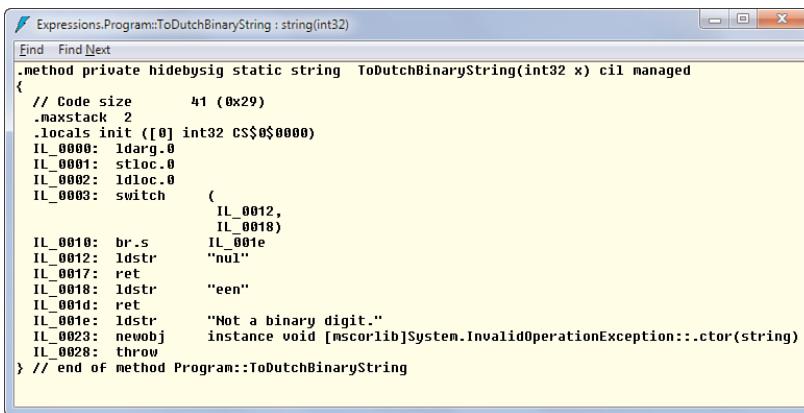 Expressions.Program::ToDutchBinaryString : string(int32)
Find Find Next
.method private hidebysig static string  ToDutchBinaryString(int32 x) cil managed
{
  // Code size       41 (0x29)
  .maxstack  2
  .locals init ([0] int32 CS$0$0000)
  IL_0000:  ldarg.0
  IL_0001:  stloc.0
  IL_0002:  ldloc.0
  IL_0003:  switch     (
                        IL_0012,
                        IL_0018)
  IL_0010:  br.s       IL_001e
  IL_0012:  ldstr      "nul"
  IL_0017:  ret
  IL_0018:  ldstr      "een"
  IL_001d:  ret
  IL_001e:  ldstr      "Not a binary digit."
  IL_0023:  newobj     instance void [mscorlib]System.InvalidOperationException::.ctor(string)
  IL_0028:  throw
} // end of method Program::ToDutchBinaryString